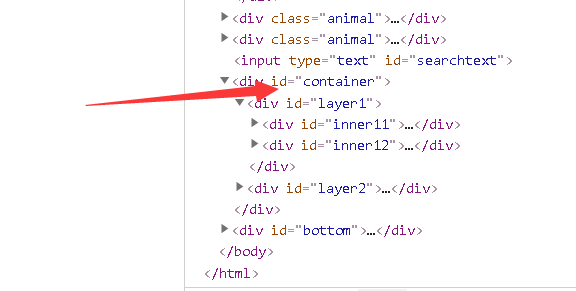 </div>
<div class="animal">…</div>
<div class="animal">…</div>
<input type="text" id="searchtext">
<div id="container">
<div id="layer1">
<div id="inner11">…</div>
<div id="inner12">…</div>
</div>
<div id="layer2">…</div>
</div>
<div id="bottom">…</div>
</body>
</html>